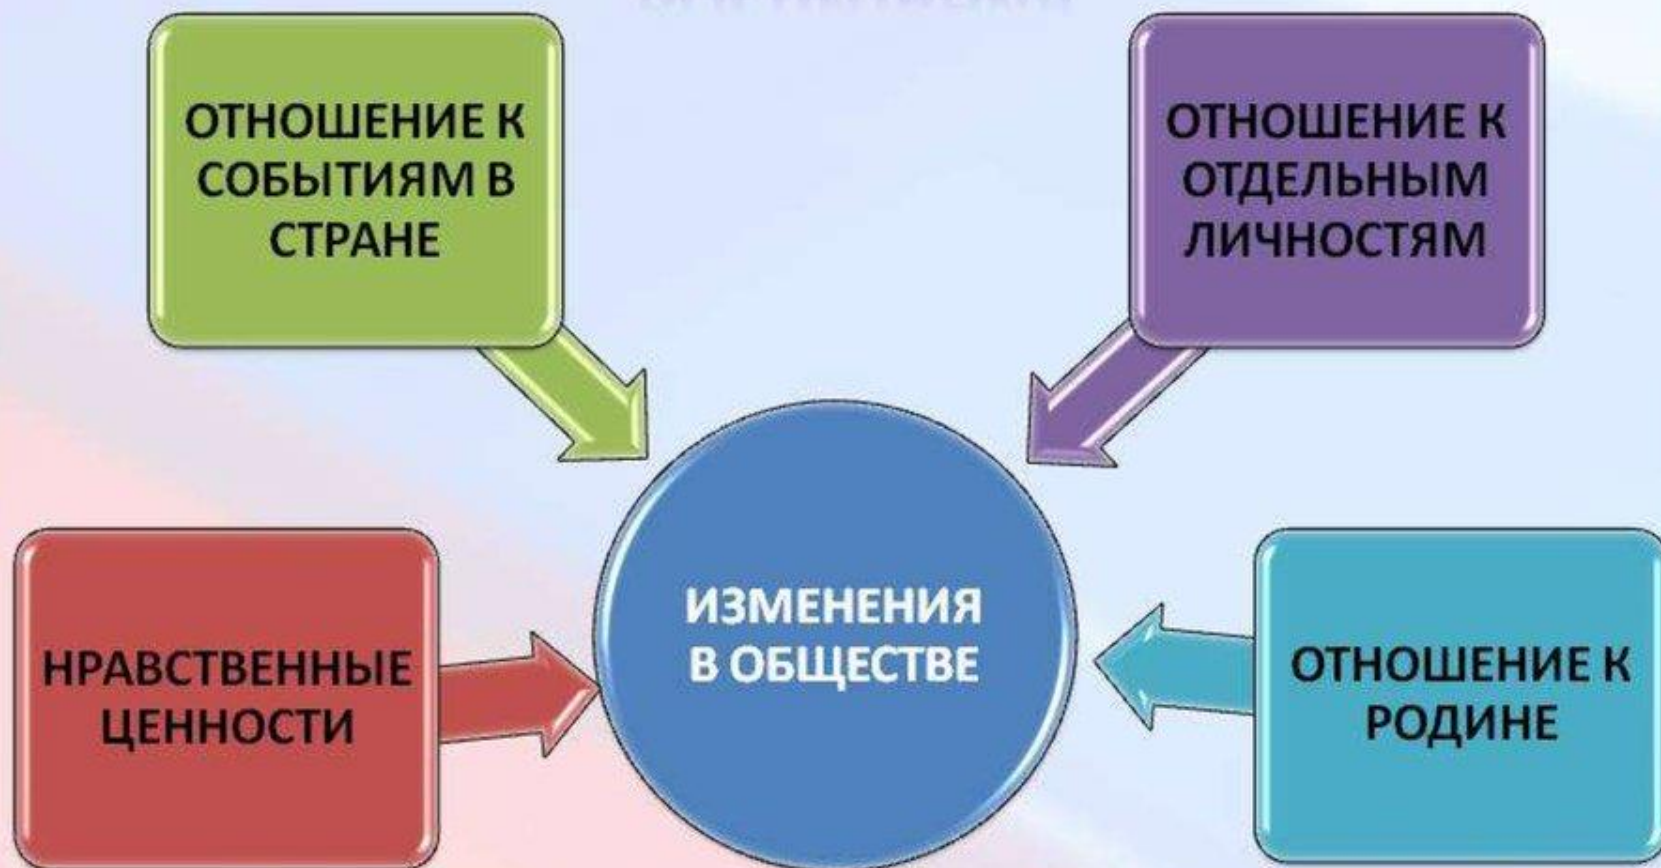 ОТНОШЕНИЕ К
СОБЫТИЯМ В
СТРАНЕ
ОТНОШЕНИЕ К
ОТДЕЛЬНЫМ
ЛИЧНОСТЯМ
НРАВСТВЕННЫЕ
ЦЕННОСТИ
ИЗМЕНЕНИЯ
В ОБЩЕСТВЕ
ОТНОШЕНИЕ К
РОДИНЕ